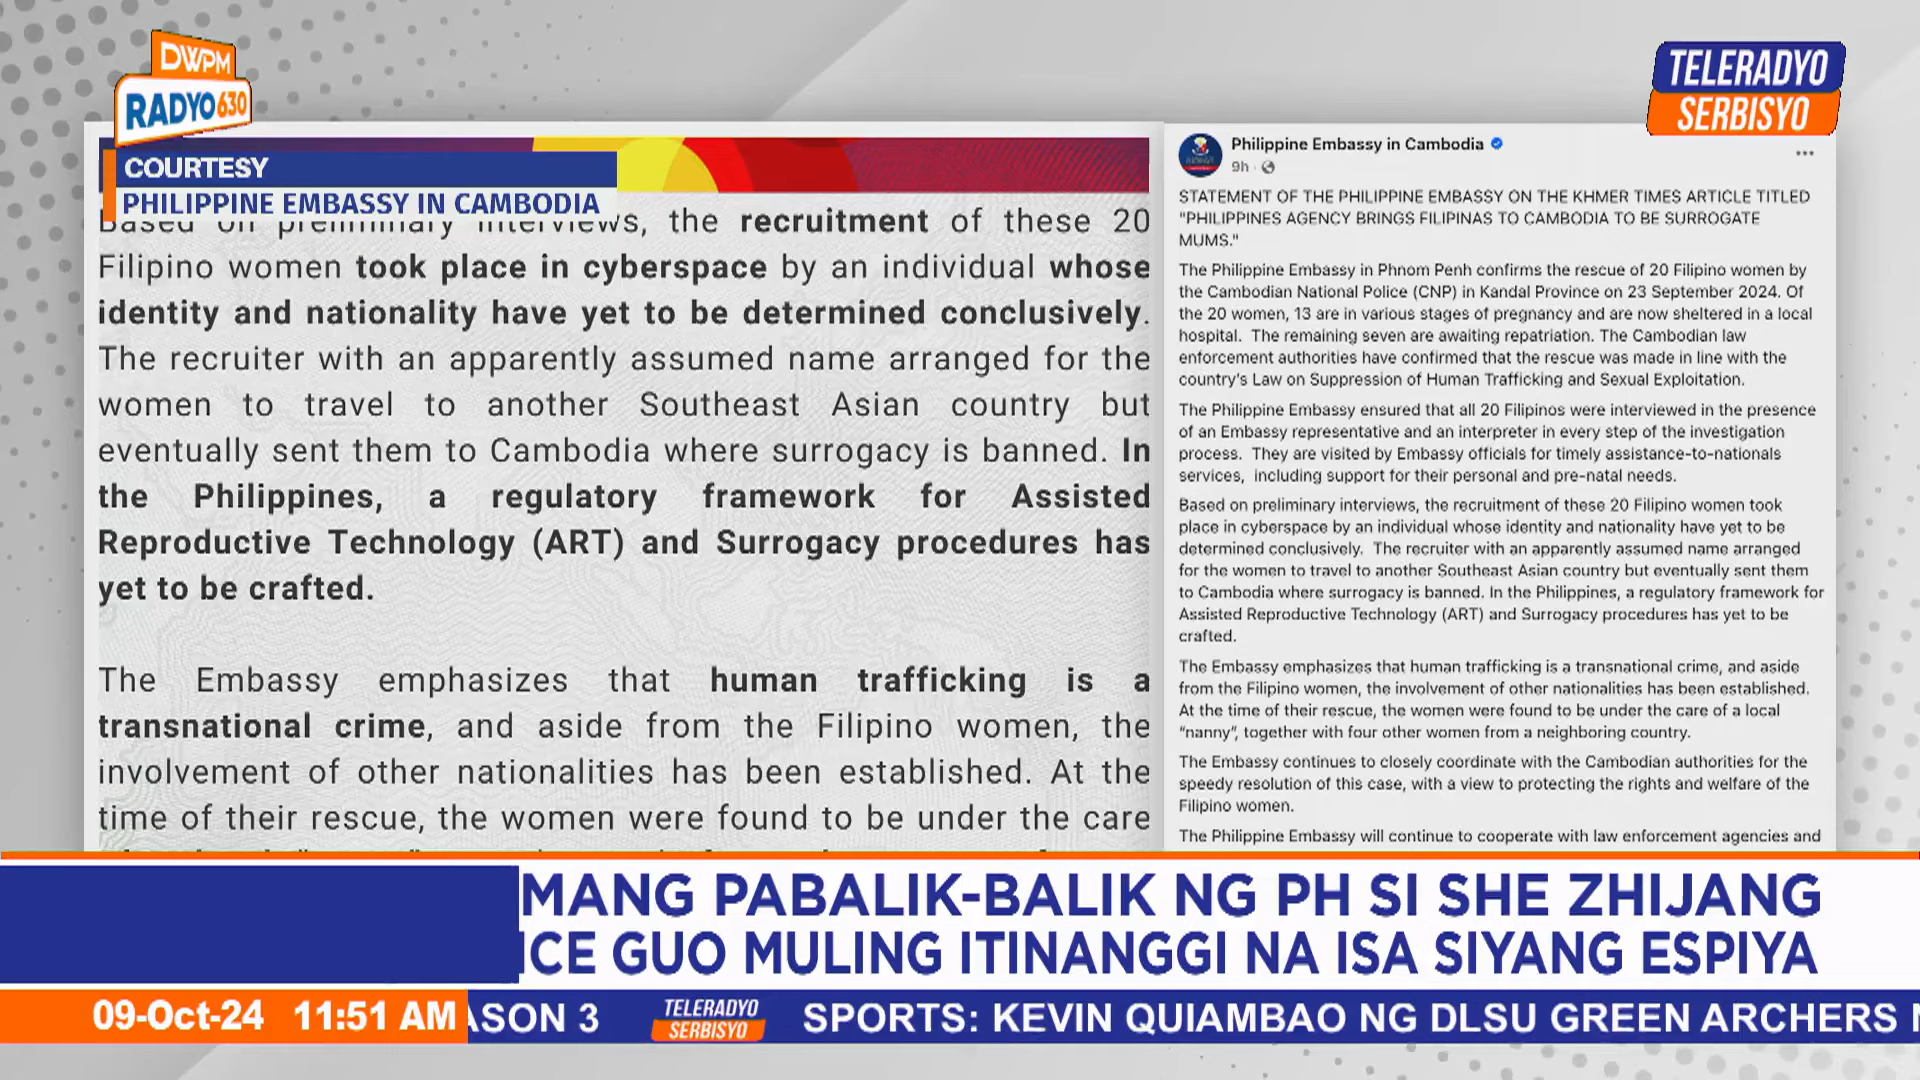 DWPM
RADYO 630
TELERADYO
SERBISYO
COURTESY
PHILIPPINE EMBASSY IN CAMBODIA
Based on preliminary interviews, the recruitment of these 20
Filipino women took place in cyberspace by an individual whose
identity and nationality have yet to be determined conclusively.
The recruiter with an apparently assumed name arranged for the
women to travel to another Southeast Asian country but
eventually sent them to Cambodia where surrogacy is banned. In
the Philippines, a regulatory framework for Assisted
Reproductive Technology (ART) and Surrogacy procedures has
yet to be crafted.
The Embassy emphasizes that human trafficking is a
transnational crime, and aside from the Filipino women, the
involvement of other nationalities has been established. At the
time of their rescue, the women were found to be under the care
Philippine Embassy in Cambodia
9h ·
STATEMENT OF THE PHILIPPINE EMBASSY ON THE KHMER TIMES ARTICLE TITLED
"PHILIPPINES AGENCY BRINGS FILIPINAS TO CAMBODIA TO BE SURROGATE
MUMS."
The Philippine Embassy in Phnom Penh confirms the rescue of 20 Filipino women by
the Cambodian National Police (CNP) in Kandal Province on 23 September 2024. Of
the 20 women, 13 are in various stages of pregnancy and are now sheltered in a local
hospital. The remaining seven are awaiting repatriation. The Cambodian law
enforcement authorities have confirmed that the rescue was made in line with the
country's Law on Suppression of Human Trafficking and Sexual Exploitation.
The Philippine Embassy ensured that all 20 Filipinos were interviewed in the presence
of an Embassy representative and an interpreter in every step of the investigation
process. They are visited by Embassy officials for timely assistance-to-nationals
services, including support for their personal and pre-natal needs.
Based on preliminary interviews, the recruitment of these 20 Filipino women took
place in cyberspace by an individual whose identity and nationality have yet to be
determined conclusively. The recruiter with an apparently assumed name arranged
for the women to travel to another Southeast Asian country but eventually sent them
to Cambodia where surrogacy is banned. In the Philippines, a regulatory framework for
Assisted Reproductive Technology (ART) and Surrogacy procedures has yet to be
crafted.
The Embassy emphasizes that human trafficking is a transnational crime, and aside
from the Filipino women, the involvement of other nationalities has been established.
At the time of their rescue, the women were found to be under the care of a local
"nanny", together with four other women from a neighboring country.
The Embassy continues to closely coordinate with the Cambodian authorities for the
speedy resolution of this case, with a view to protecting the rights and welfare of the
Filipino women.
The Philippine Embassy will continue to cooperate with law enforcement agencies and
MANG PABALIK-BALIK NG PH SI SHE ZHIJANG
ICE GUO MULING ITINANGGI NA ISA SIYANG ESPIYA
09-Oct-24 11:51 AM ASON 3 TELERADYO SERBISYO SPORTS: KEVIN QUIAMBAO NG DLSU GREEN ARCHERS